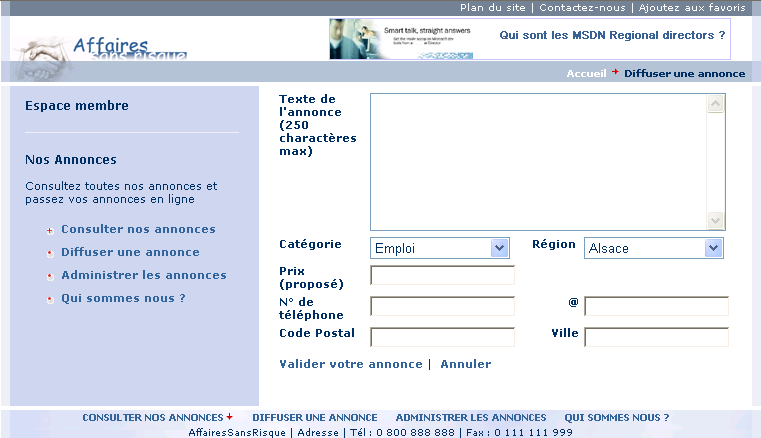 Plan du site | Contactez-nous | Ajoutez aux favoris
Affaires
sans risque
Smart talk, straight answers
Qui sont les MSDN Regional directors ?
Accueil Diffuser une annonce
Espace membre
Nos Annonces
Consultez toutes nos annonces et
passez vos annonces en ligne
Consulter nos annonces
Diffuser une annonce
Administrer les annonces
Qui sommes nous ?
Texte de
l'annonce
(250
charactères
max)
Catégorie Emploi Région Alsace
Prix
(proposé)
N° de
téléphone @
Code Postal Ville
Valider votre annonce | Annuler
CONSULTER NOS ANNONCES DIFFUSER UNE ANNONCE ADMINISTRER LES ANNONCES QUI SOMMES NOUS ?
AffairesSansRisque | Adresse | Tél : 0 800 888 888 | Fax : 0 111 111 999